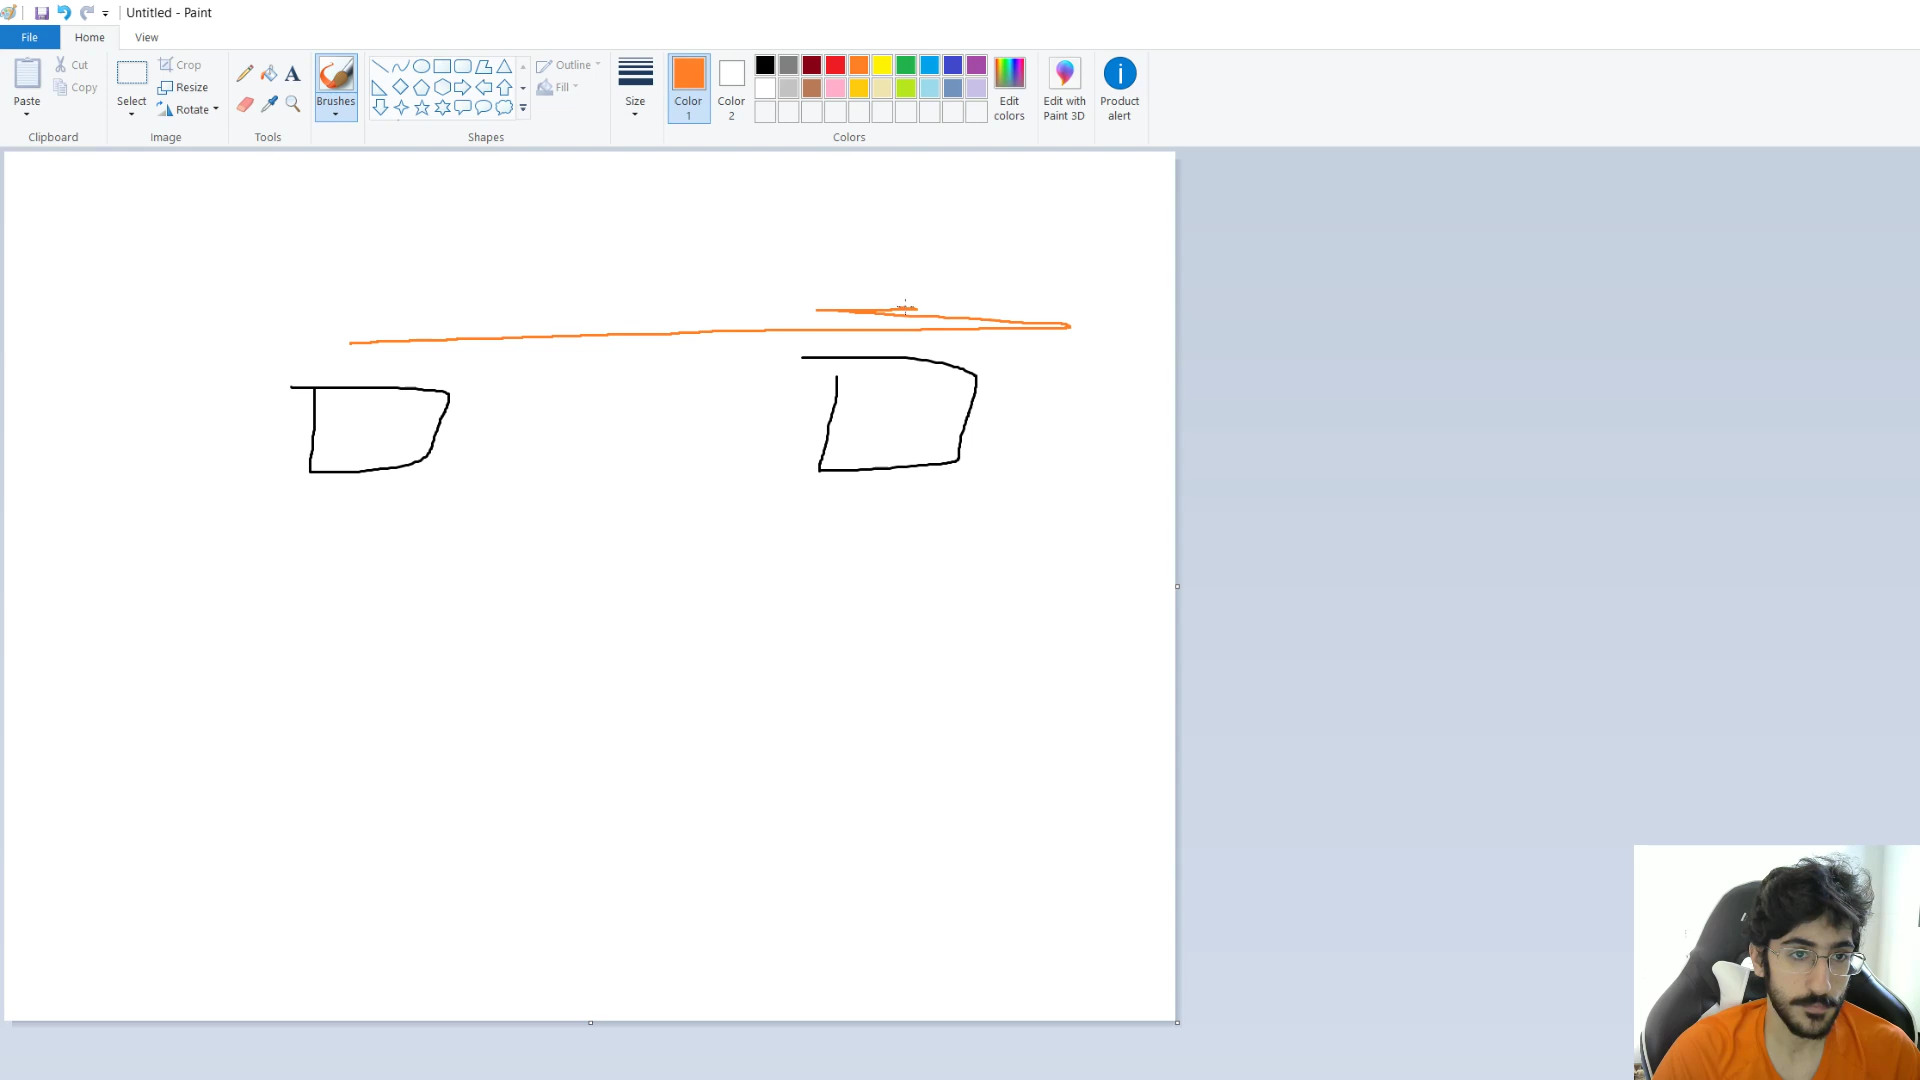 Untitled - Paint
File Home View
Paste
Cut
Copy
Clipboard
Select
Crop
Resize
Rotate
Image
A
Tools
Brushes
Shapes
Outline
Fill
Size
Color 1
Color 2
Edit colors
Colors
Edit with Paint 3D
Product alert